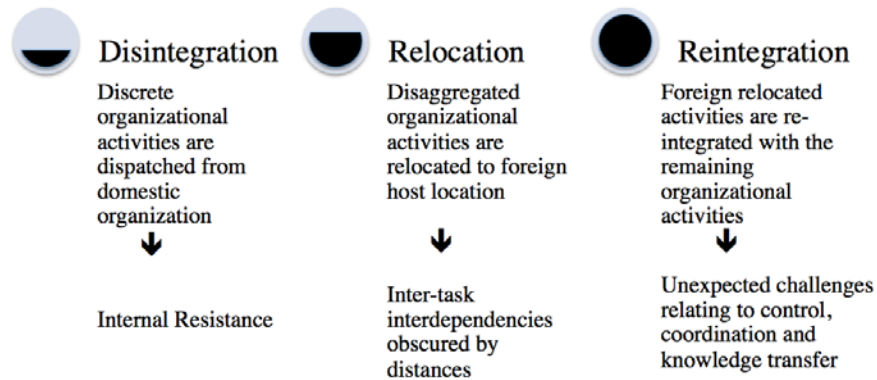 Disintegration
Discrete
organizational
activities are
dispatched from
domestic
organization
Internal Resistance
Relocation
Disaggregated
organizational
activities are
relocated to foreign
host location
Inter-task
interdependencies
obscured by
distances
Reintegration
Foreign relocated
activities are re-
integrated with the
remaining
organizational
activities
Unexpected challenges
relating to control,
coordination and
knowledge transfer